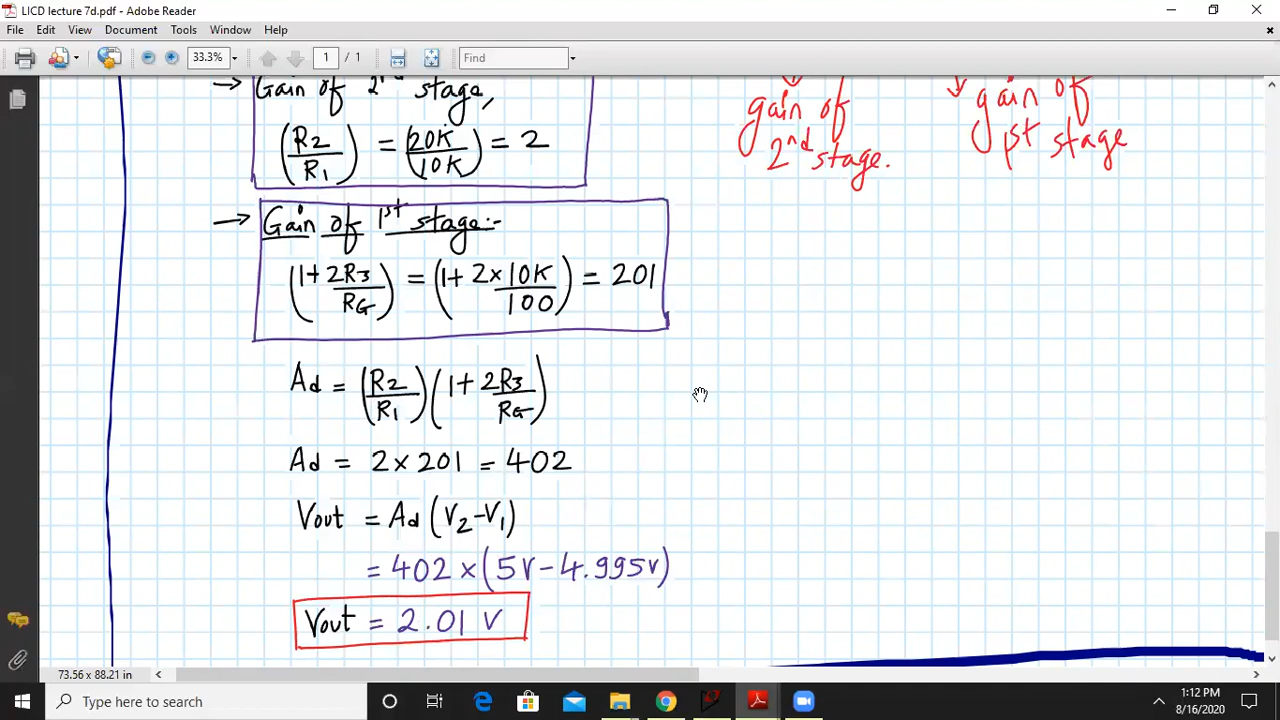 LICD lecture 7d.pdf - Adobe Reader
File Edit View Document Tools Window Help
33.3% 1 / 1 Find
→ Gain of 2nd stage,
(R2/R1) = (20K/10K) = 2
gain of
2nd stage.
gain of
1st stage
→ Gain of 1st stage:-
(1+2R3/RG) = (1+2×10K/100) = 201
Ad = (R2/R1)(1+2R3/RG)
Ad = 2×201 = 402
Vout = Ad (V2-V1)
= 402 × (5V-4.995V)
Vout = 2.01 V
73.56 x 88.21 in
Type here to search
1:12 PM
8/16/2020